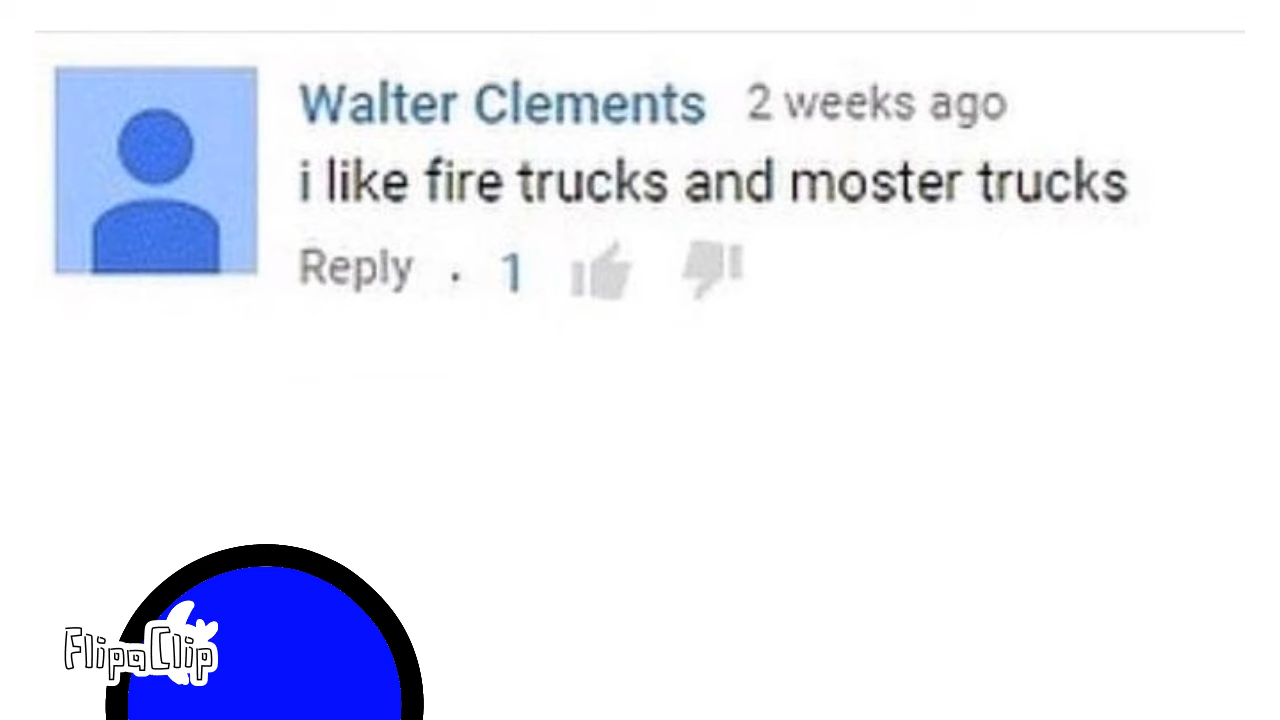 Walter Clements 2 weeks ago
i like fire trucks and moster trucks
Reply · 1
FlipaClip